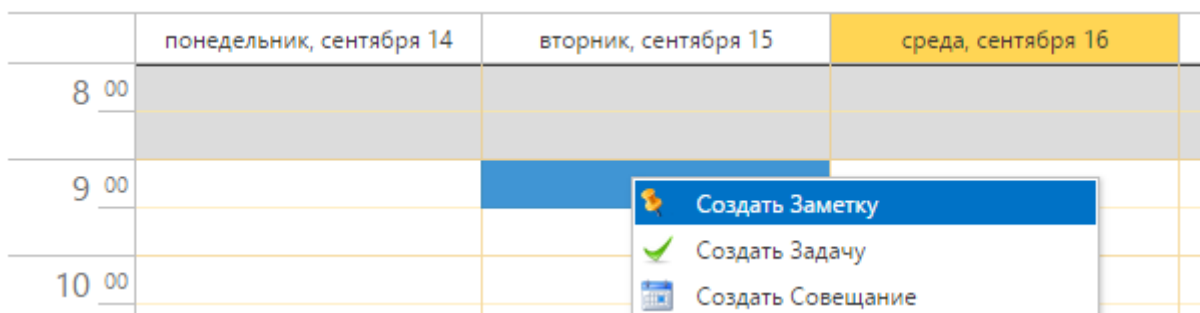 понедельник, сентября 14 вторник, сентября 15 среда, сентября 16
8 00
9 00
Создать Заметку
Создать Задачу
10 00
Создать Совещание